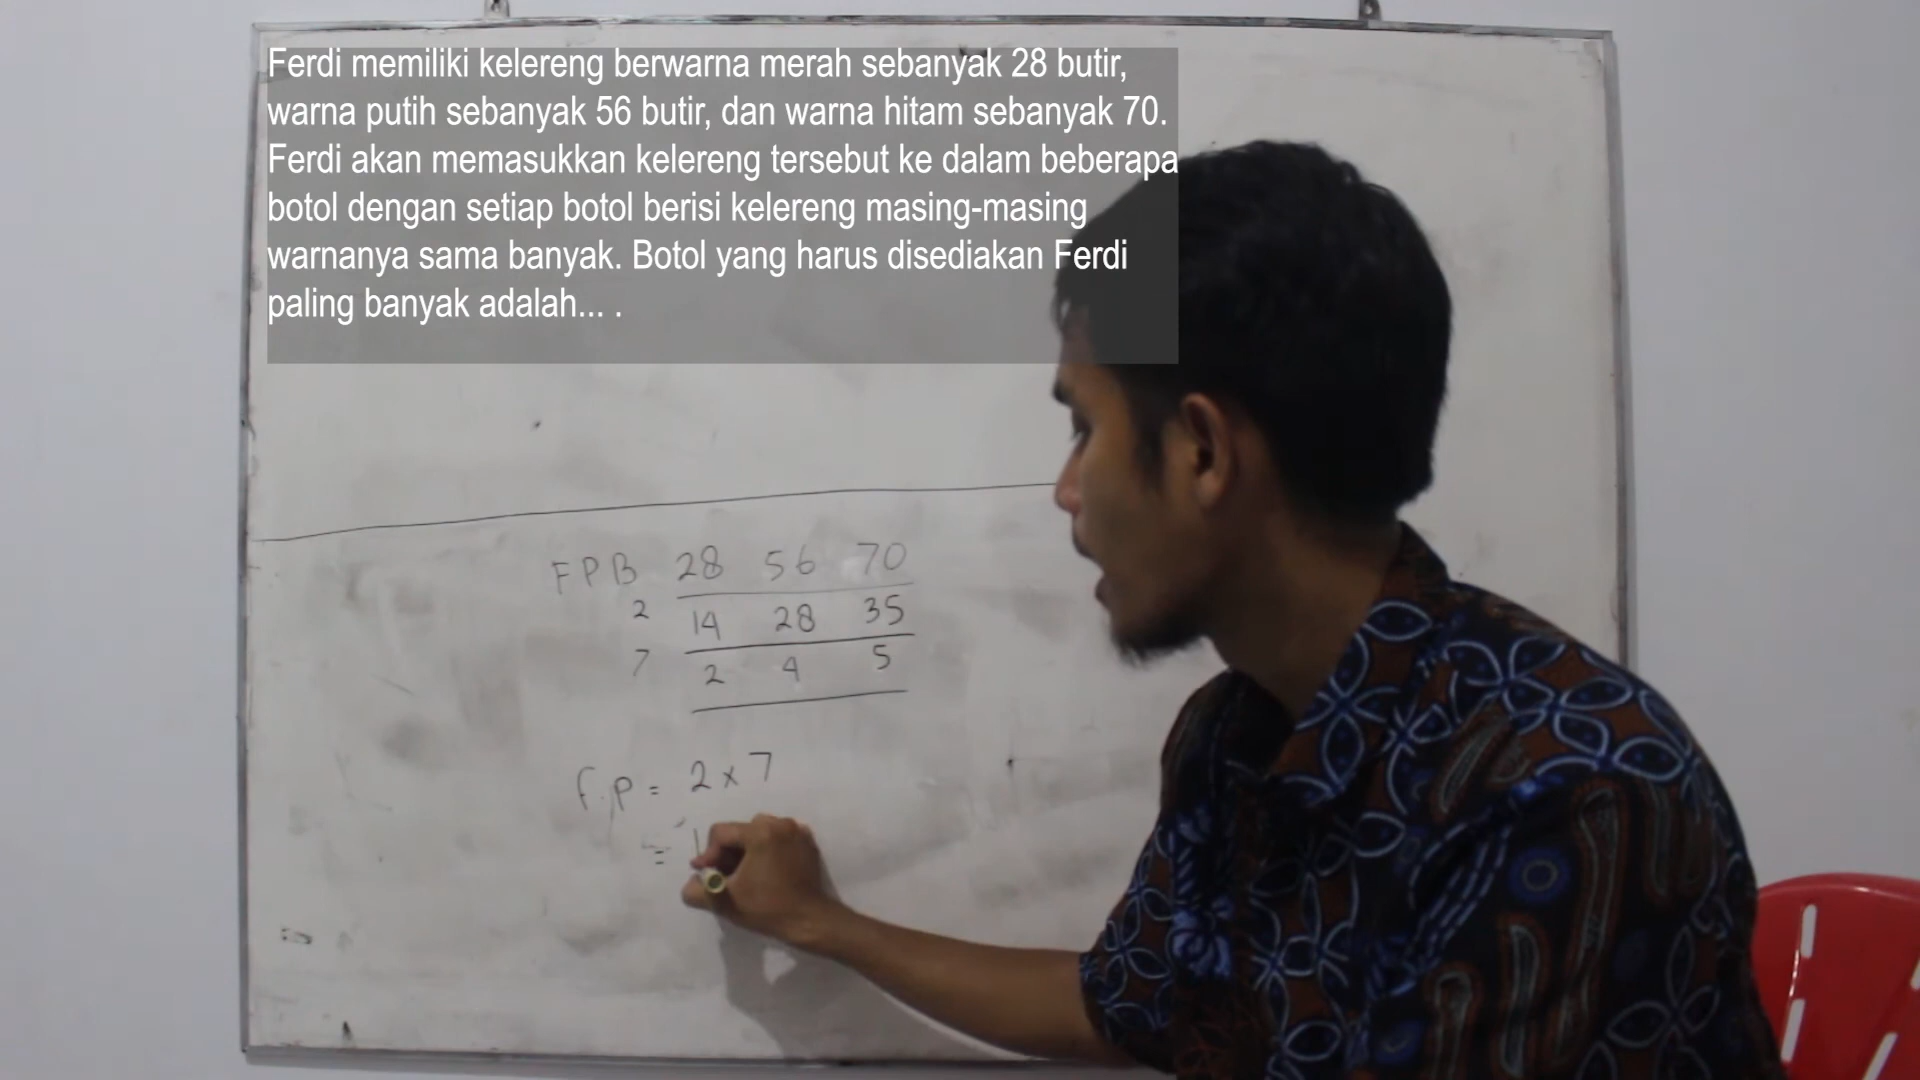 Ferdi memiliki kelereng berwarna merah sebanyak 28 butir,
warna putih sebanyak 56 butir, dan warna hitam sebanyak 70.
Ferdi akan memasukkan kelereng tersebut ke dalam beberapa
botol dengan setiap botol berisi kelereng masing-masing
warnanya sama banyak. Botol yang harus disediakan Ferdi
paling banyak adalah... .
FPB 28 56 70
2 14 28 35
7 2 4 5
f.p = 2 x 7
= 1